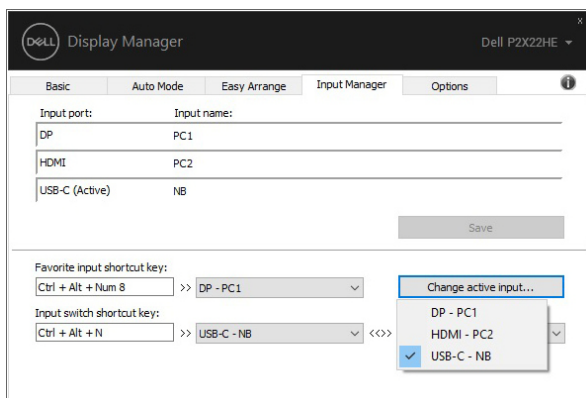 DELL Display Manager
Dell P2X22HE
x
Basic Auto Mode Easy Arrange Input Manager Options i
Input port: Input name:
DP PC1
HDMI PC2
USB-C (Active) NB
Save
Favorite input shortcut key:
Ctrl + Alt + Num 8 >> DP - PC1 Change active input...
DP - PC1
Input switch shortcut key:
Ctrl + Alt + N >> USB-C - NB <<>> HDMI - PC2
USB-C - NB